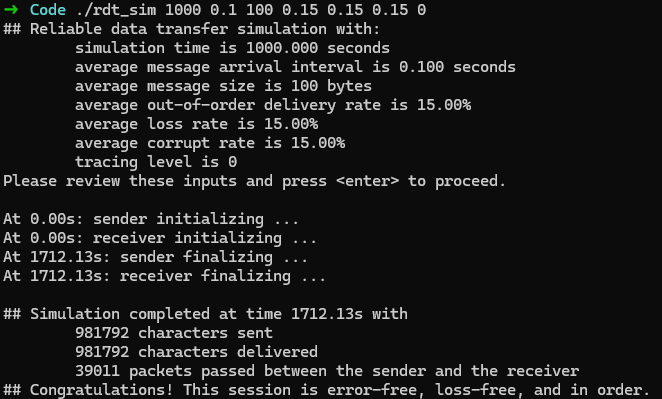 → Code ./rdt_sim 1000 0.1 100 0.15 0.15 0.15 0
## Reliable data transfer simulation with:
simulation time is 1000.000 seconds
average message arrival interval is 0.100 seconds
average message size is 100 bytes
average out-of-order delivery rate is 15.00%
average loss rate is 15.00%
average corrupt rate is 15.00%
tracing level is 0
Please review these inputs and press <enter> to proceed.
At 0.00s: sender initializing ...
At 0.00s: receiver initializing ...
At 1712.13s: sender finalizing ...
At 1712.13s: receiver finalizing ...
## Simulation completed at time 1712.13s with
981792 characters sent
981792 characters delivered
39011 packets passed between the sender and the receiver
## Congratulations! This session is error-free, loss-free, and in order.